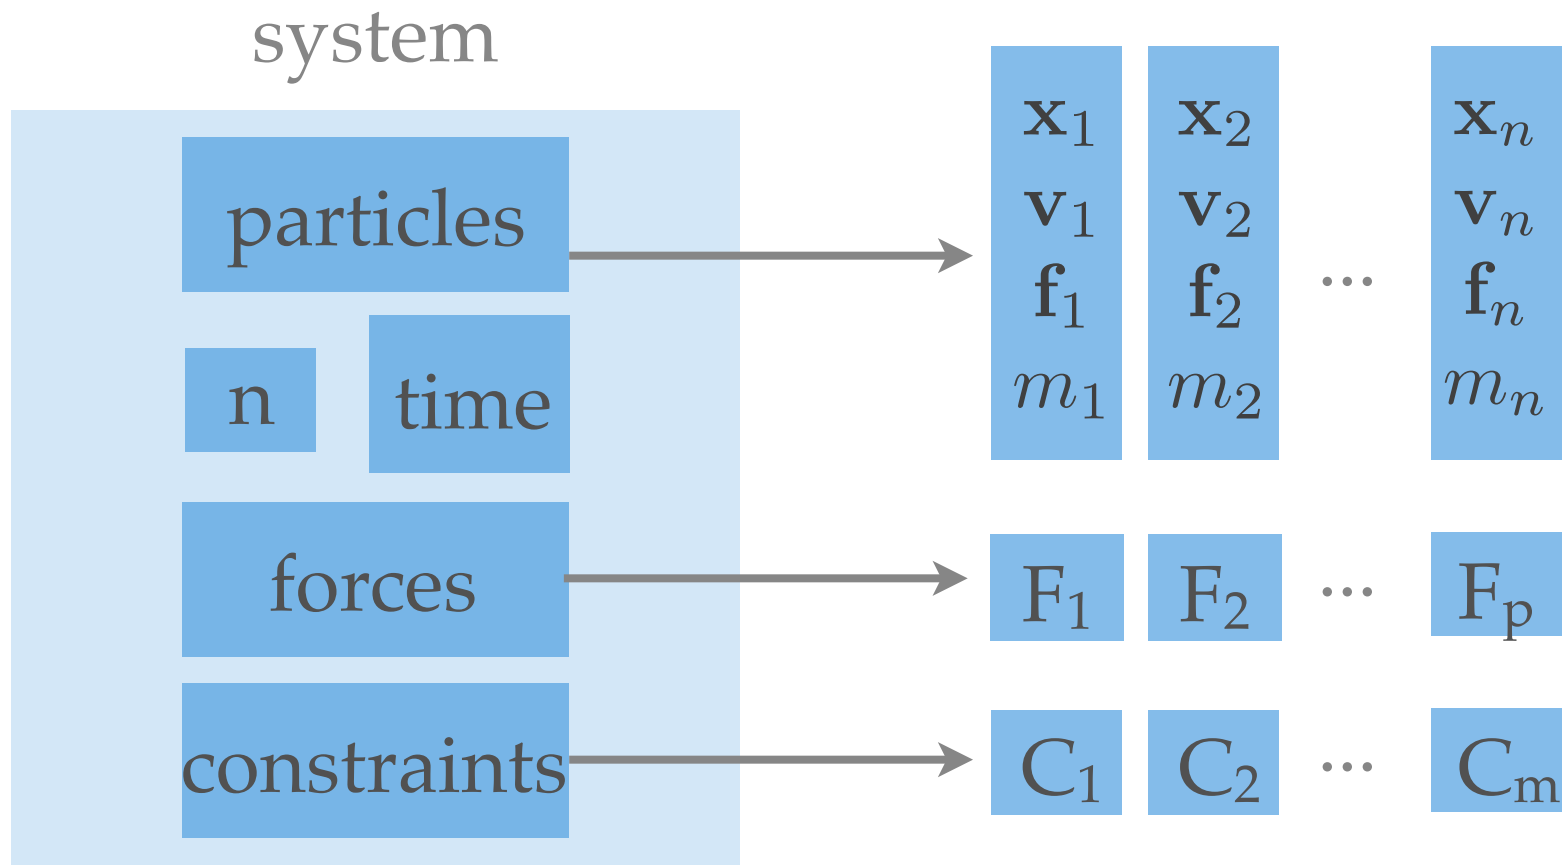 system
particles
n
time
forces
constraints
x₁ x₂ ... xₙ
v₁ v₂ vₙ
f₁ f₂ fₙ
m₁ m₂ mₙ
F₁ F₂ ... Fₚ
C₁ C₂ ... Cₘ